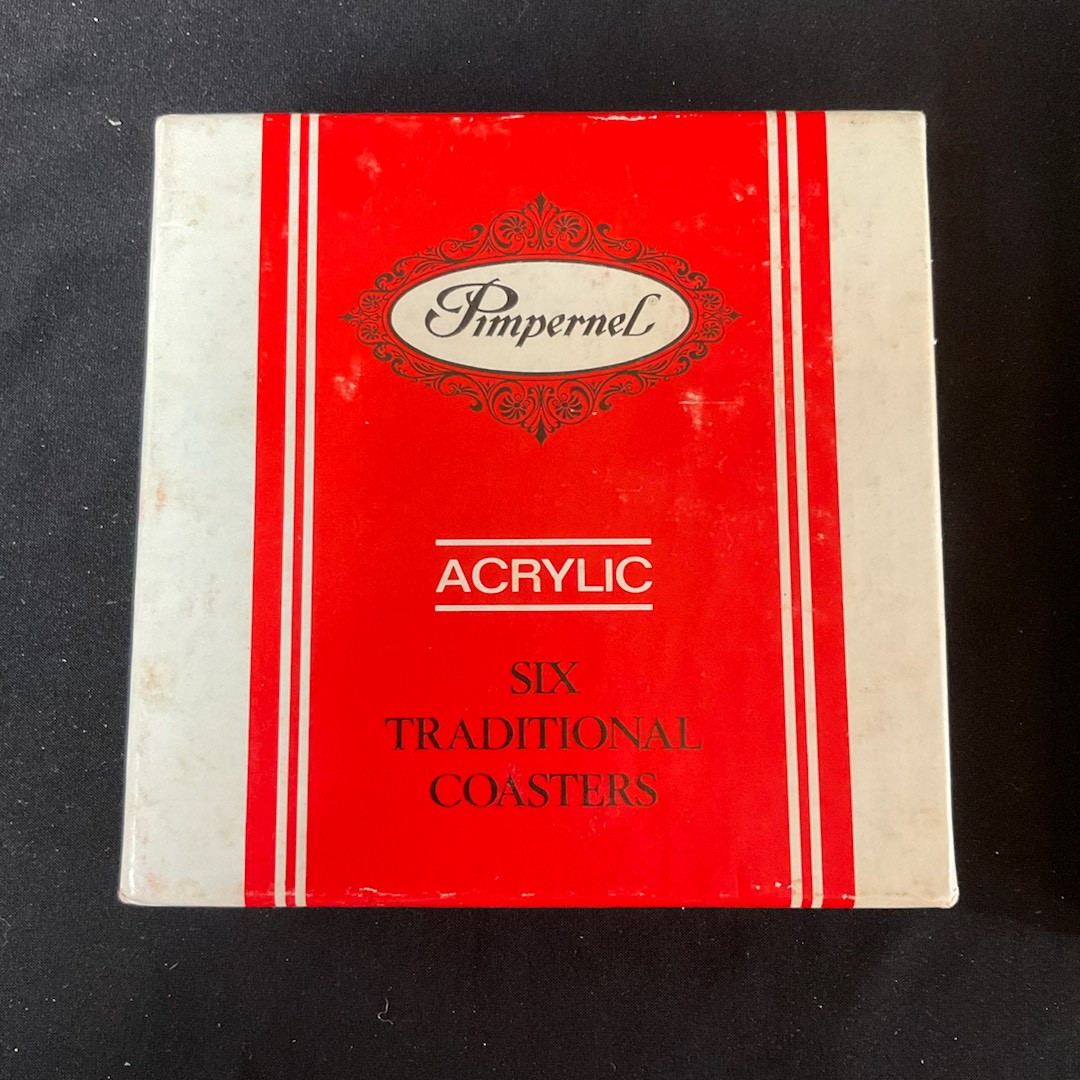 Pimpernel
ACRYLIC
SIX
TRADITIONAL
COASTERS